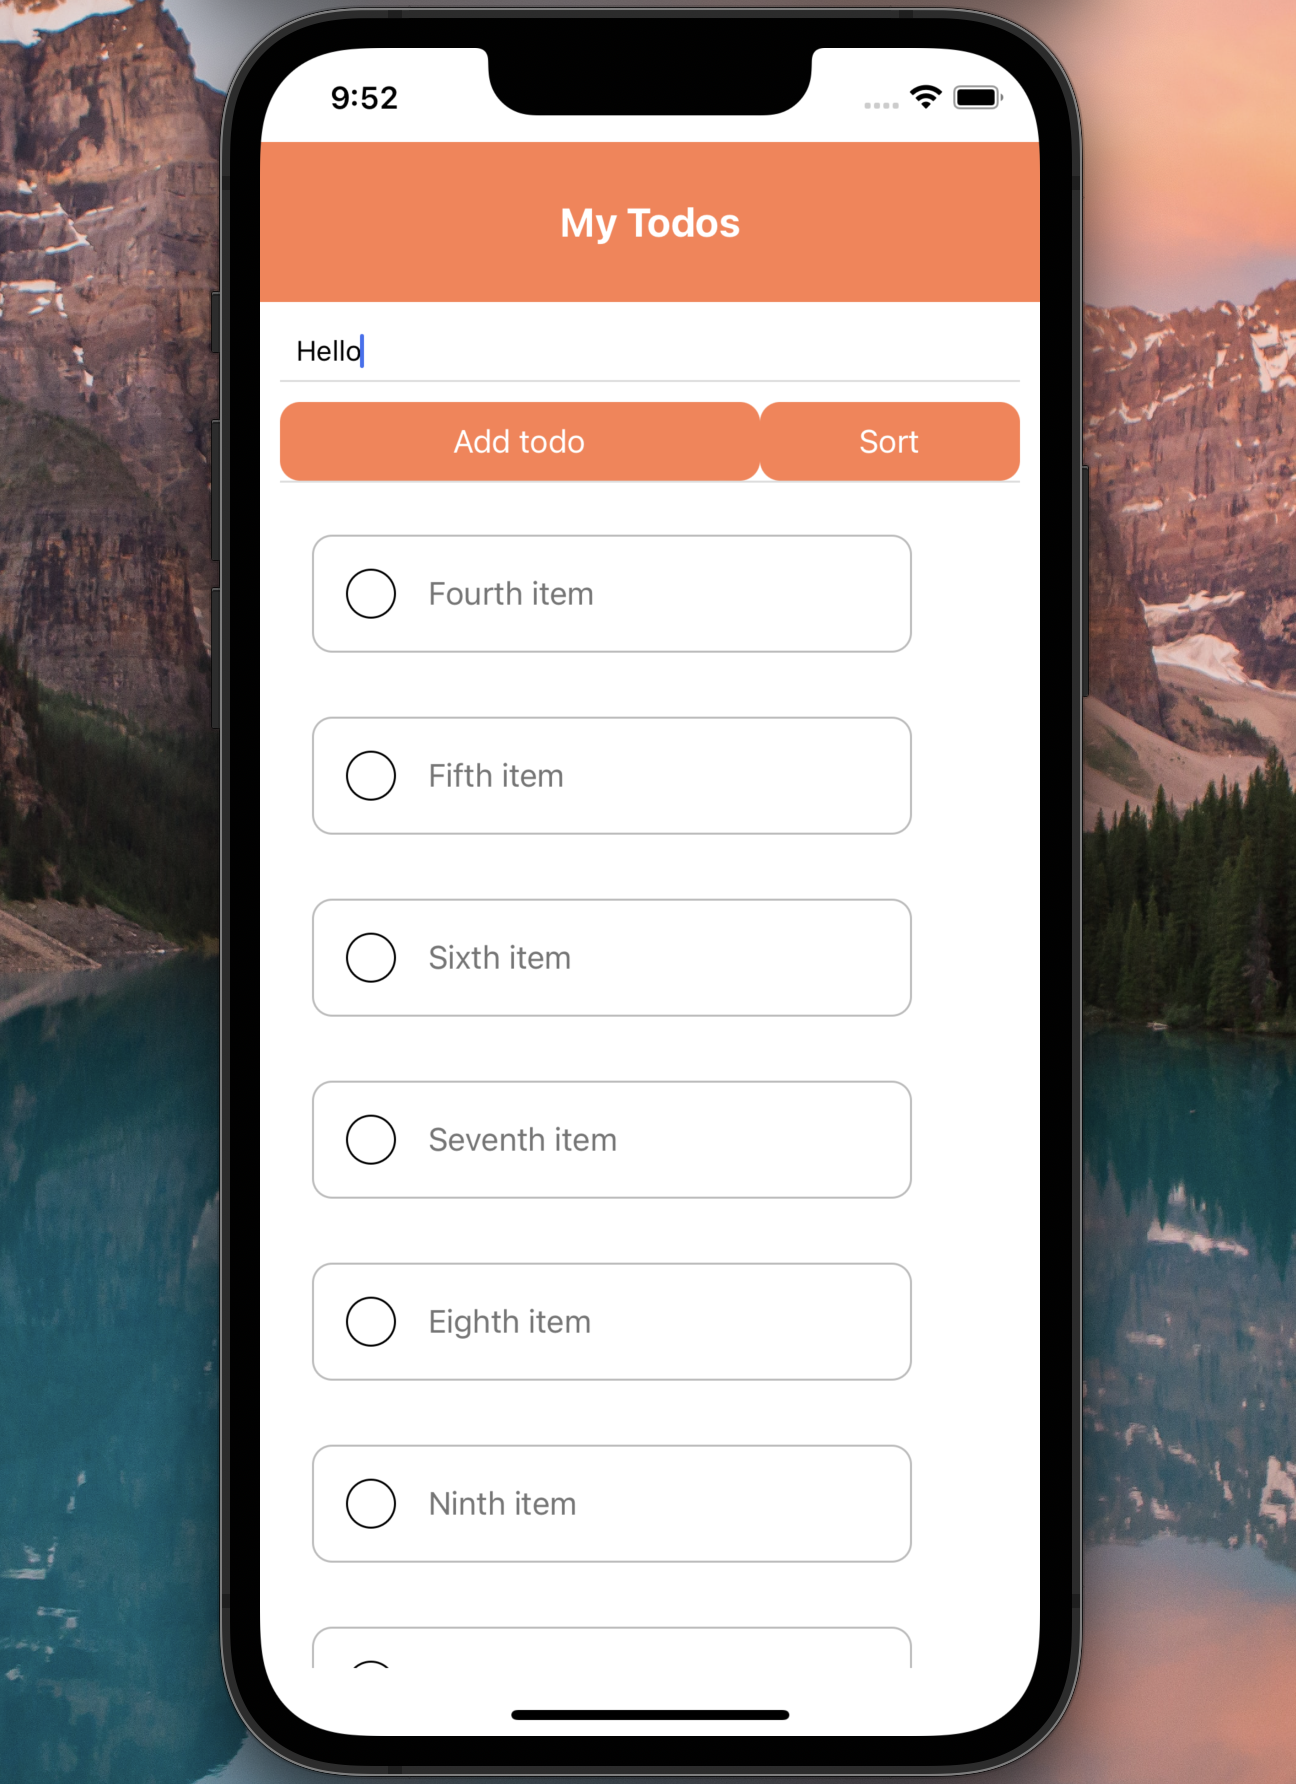 9:52
My Todos
Hello
Add todo Sort
Fourth item
Fifth item
Sixth item
Seventh item
Eighth item
Ninth item